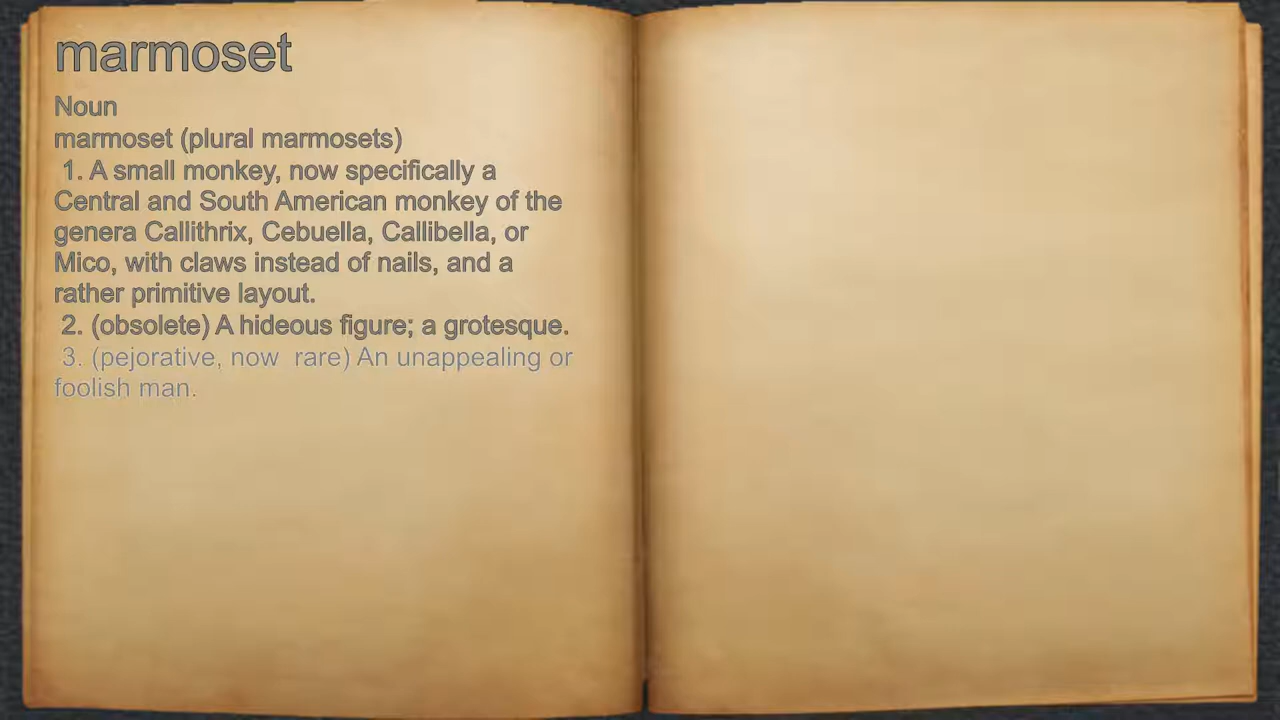 marmoset
Noun
marmoset (plural marmosets)
1. A small monkey, now specifically a
Central and South American monkey of the
genera Callithrix, Cebuella, Callibella, or
Mico, with claws instead of nails, and a
rather primitive layout.
2. (obsolete) A hideous figure; a grotesque.
3. (pejorative, now  rare) An unappealing or
foolish man.